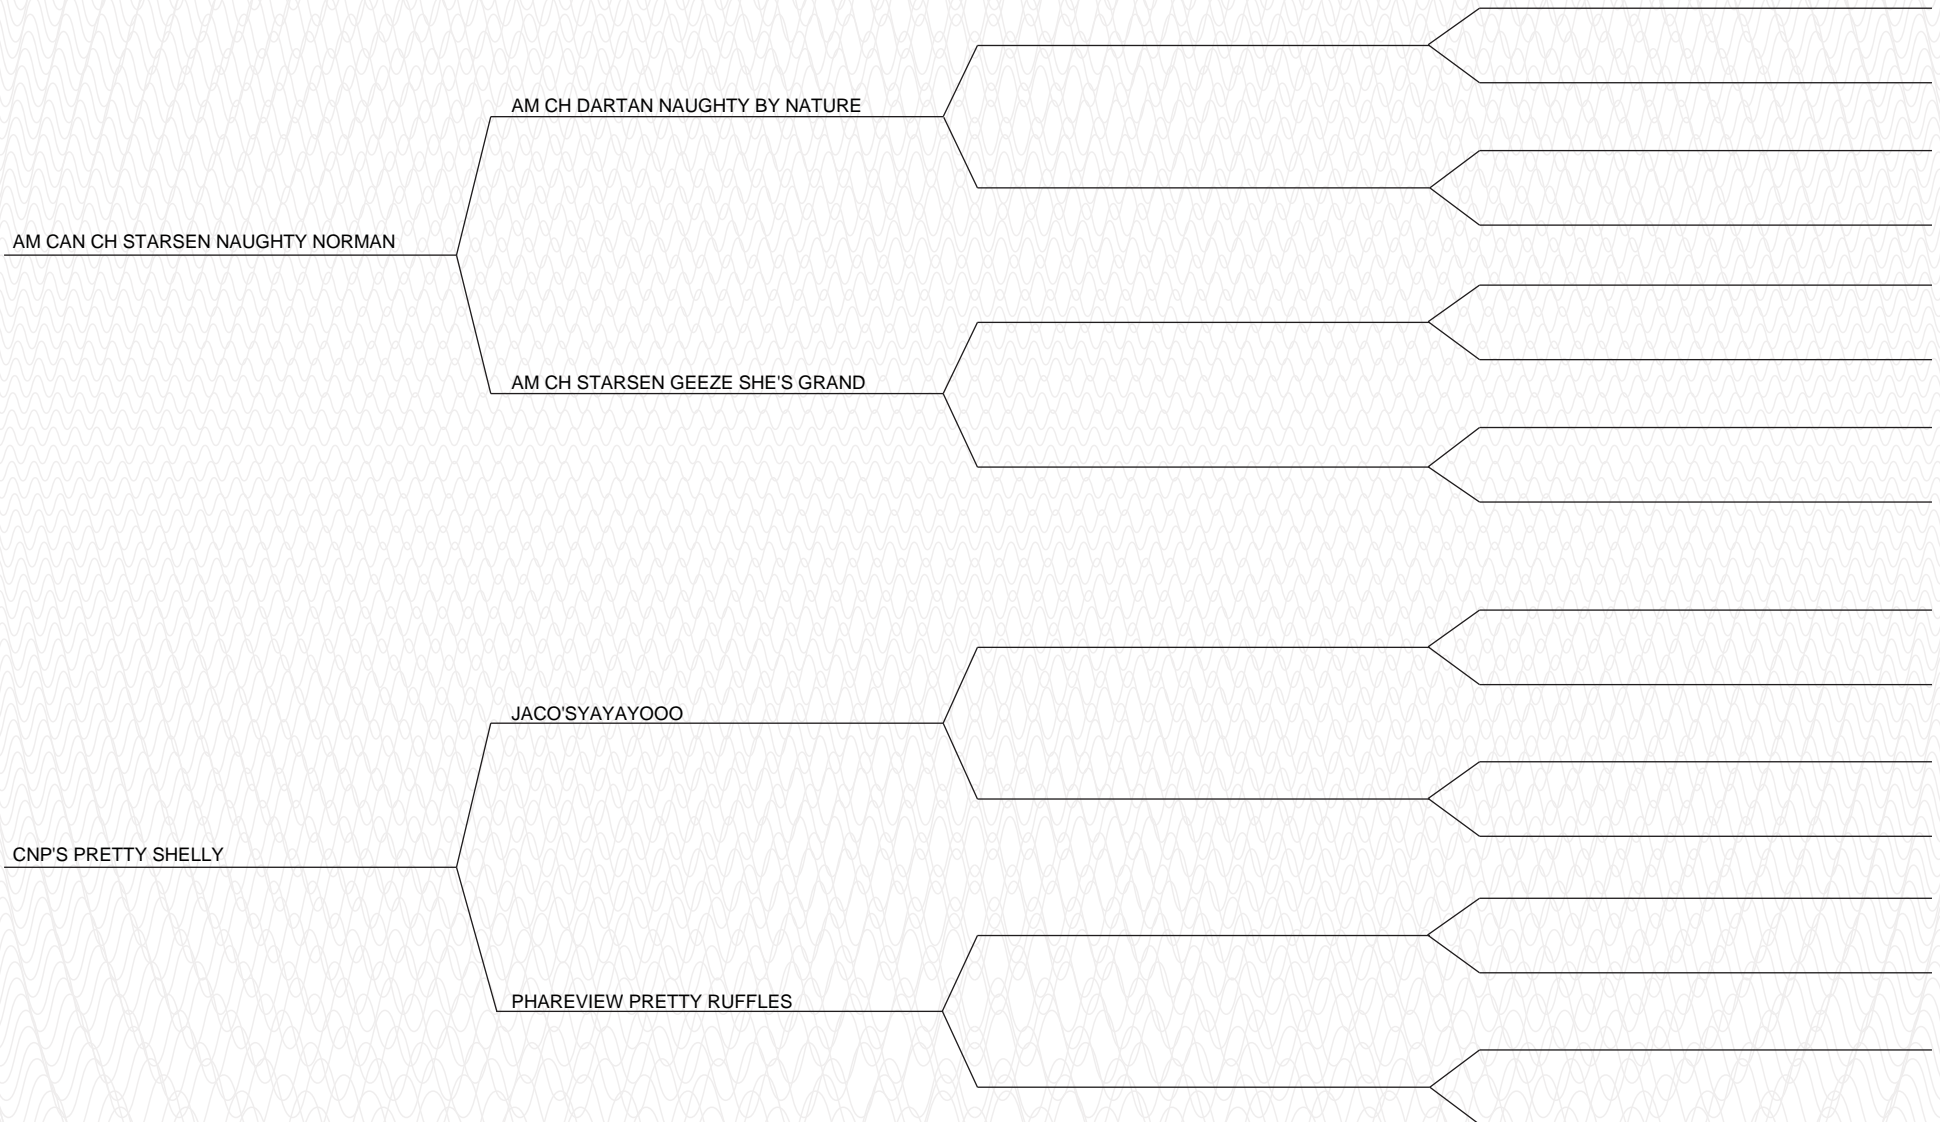 AM CH DARTAN NAUGHTY BY NATURE
AM CAN CH STARSEN NAUGHTY NORMAN
AM CH STARSEN GEEZE SHE'S GRAND
JACO'SYAYAYOOO
CNP'S PRETTY SHELLY
PHAREVIEW PRETTY RUFFLES